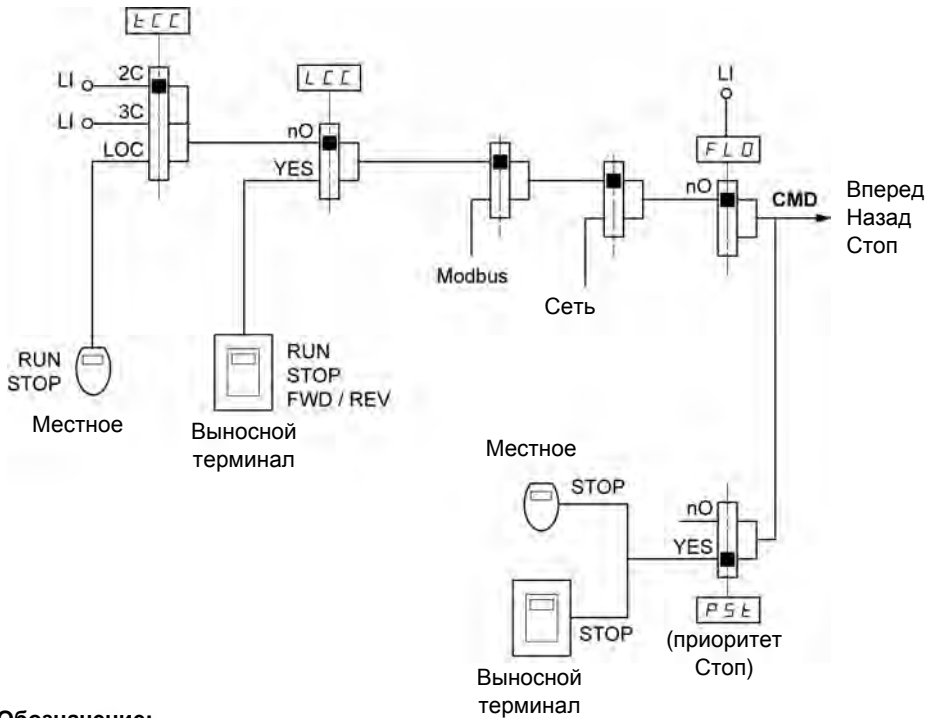 tCC
LI 2C
LI 3C
LOC
LCC
nO
YES
LI
FLO
nO
CMD
Вперед
Назад
Стоп
Modbus
Сеть
RUN
STOP
Местное
RUN
STOP
FWD / REV
Выносной
терминал
Местное
STOP
nO
YES
STOP
PSt
(приоритет
Стоп)
Выносной
терминал
Обозначение: